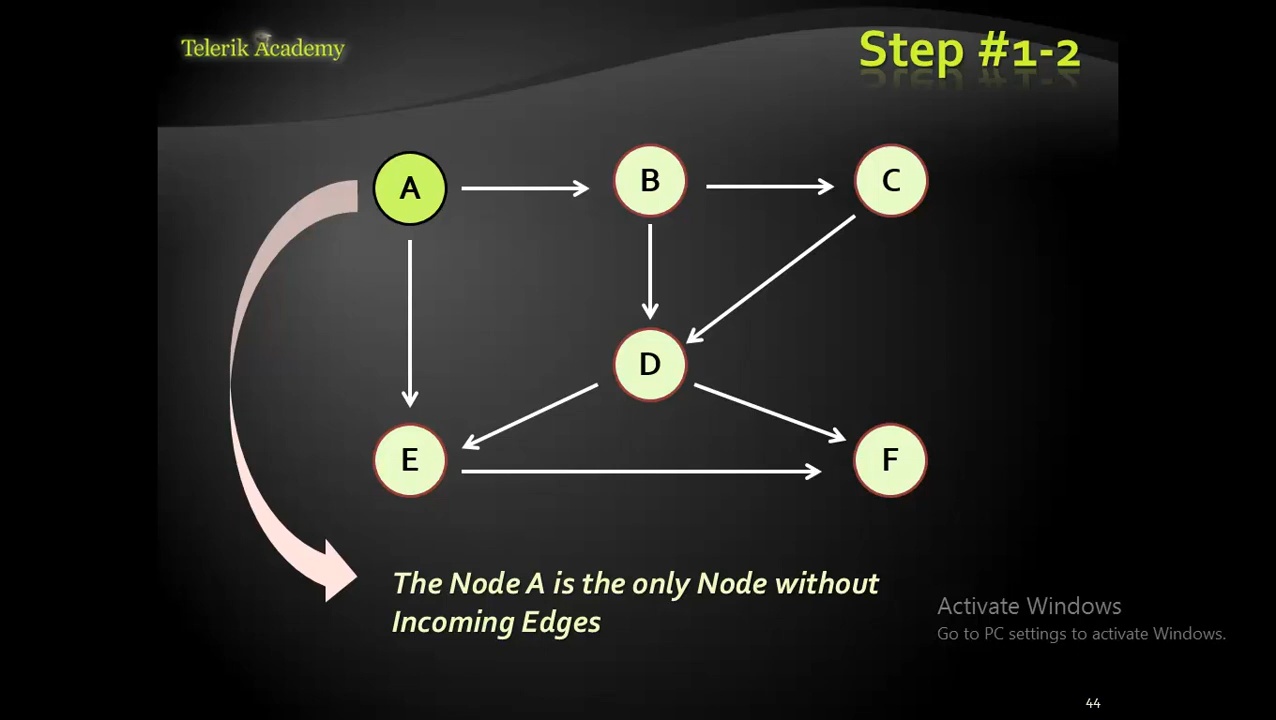 Telerik Academy
Step #1-2
A
B
C
D
E
F
The Node A is the only Node without
Incoming Edges
Activate Windows
Go to PC settings to activate Windows.
44